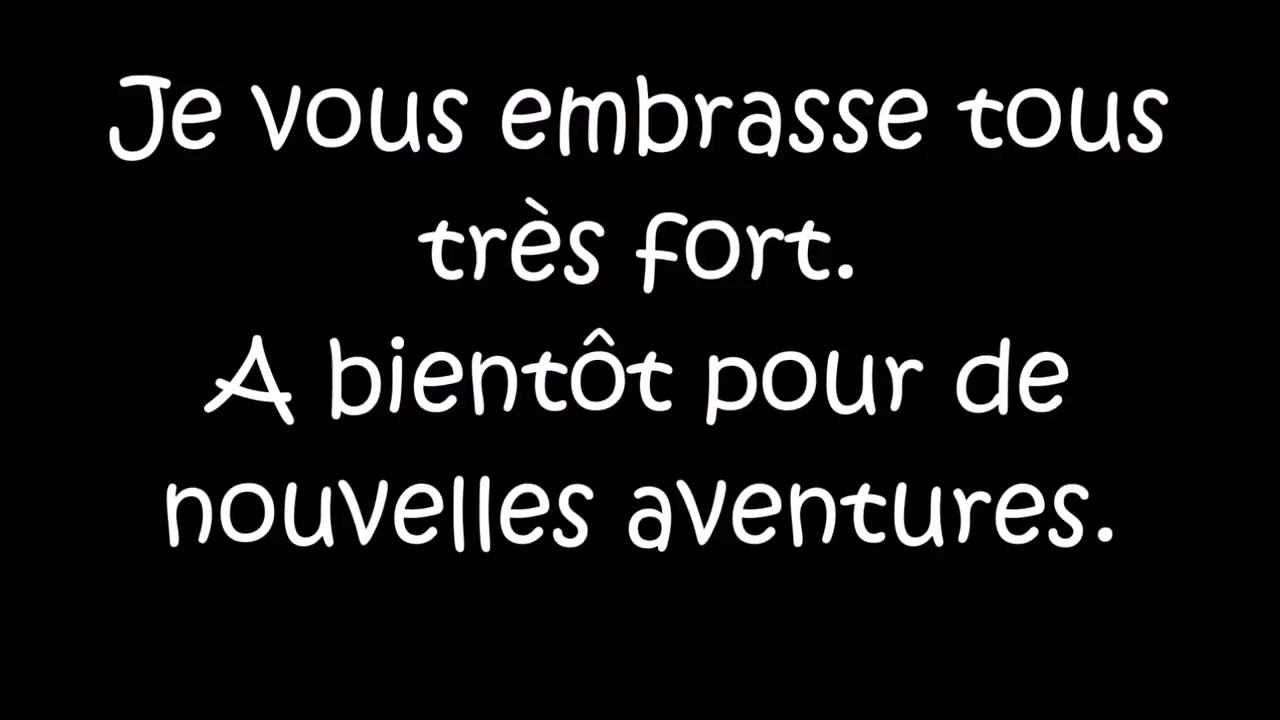 Je vous embrasse tous
très fort.
A bientôt pour de
nouvelles aventures.